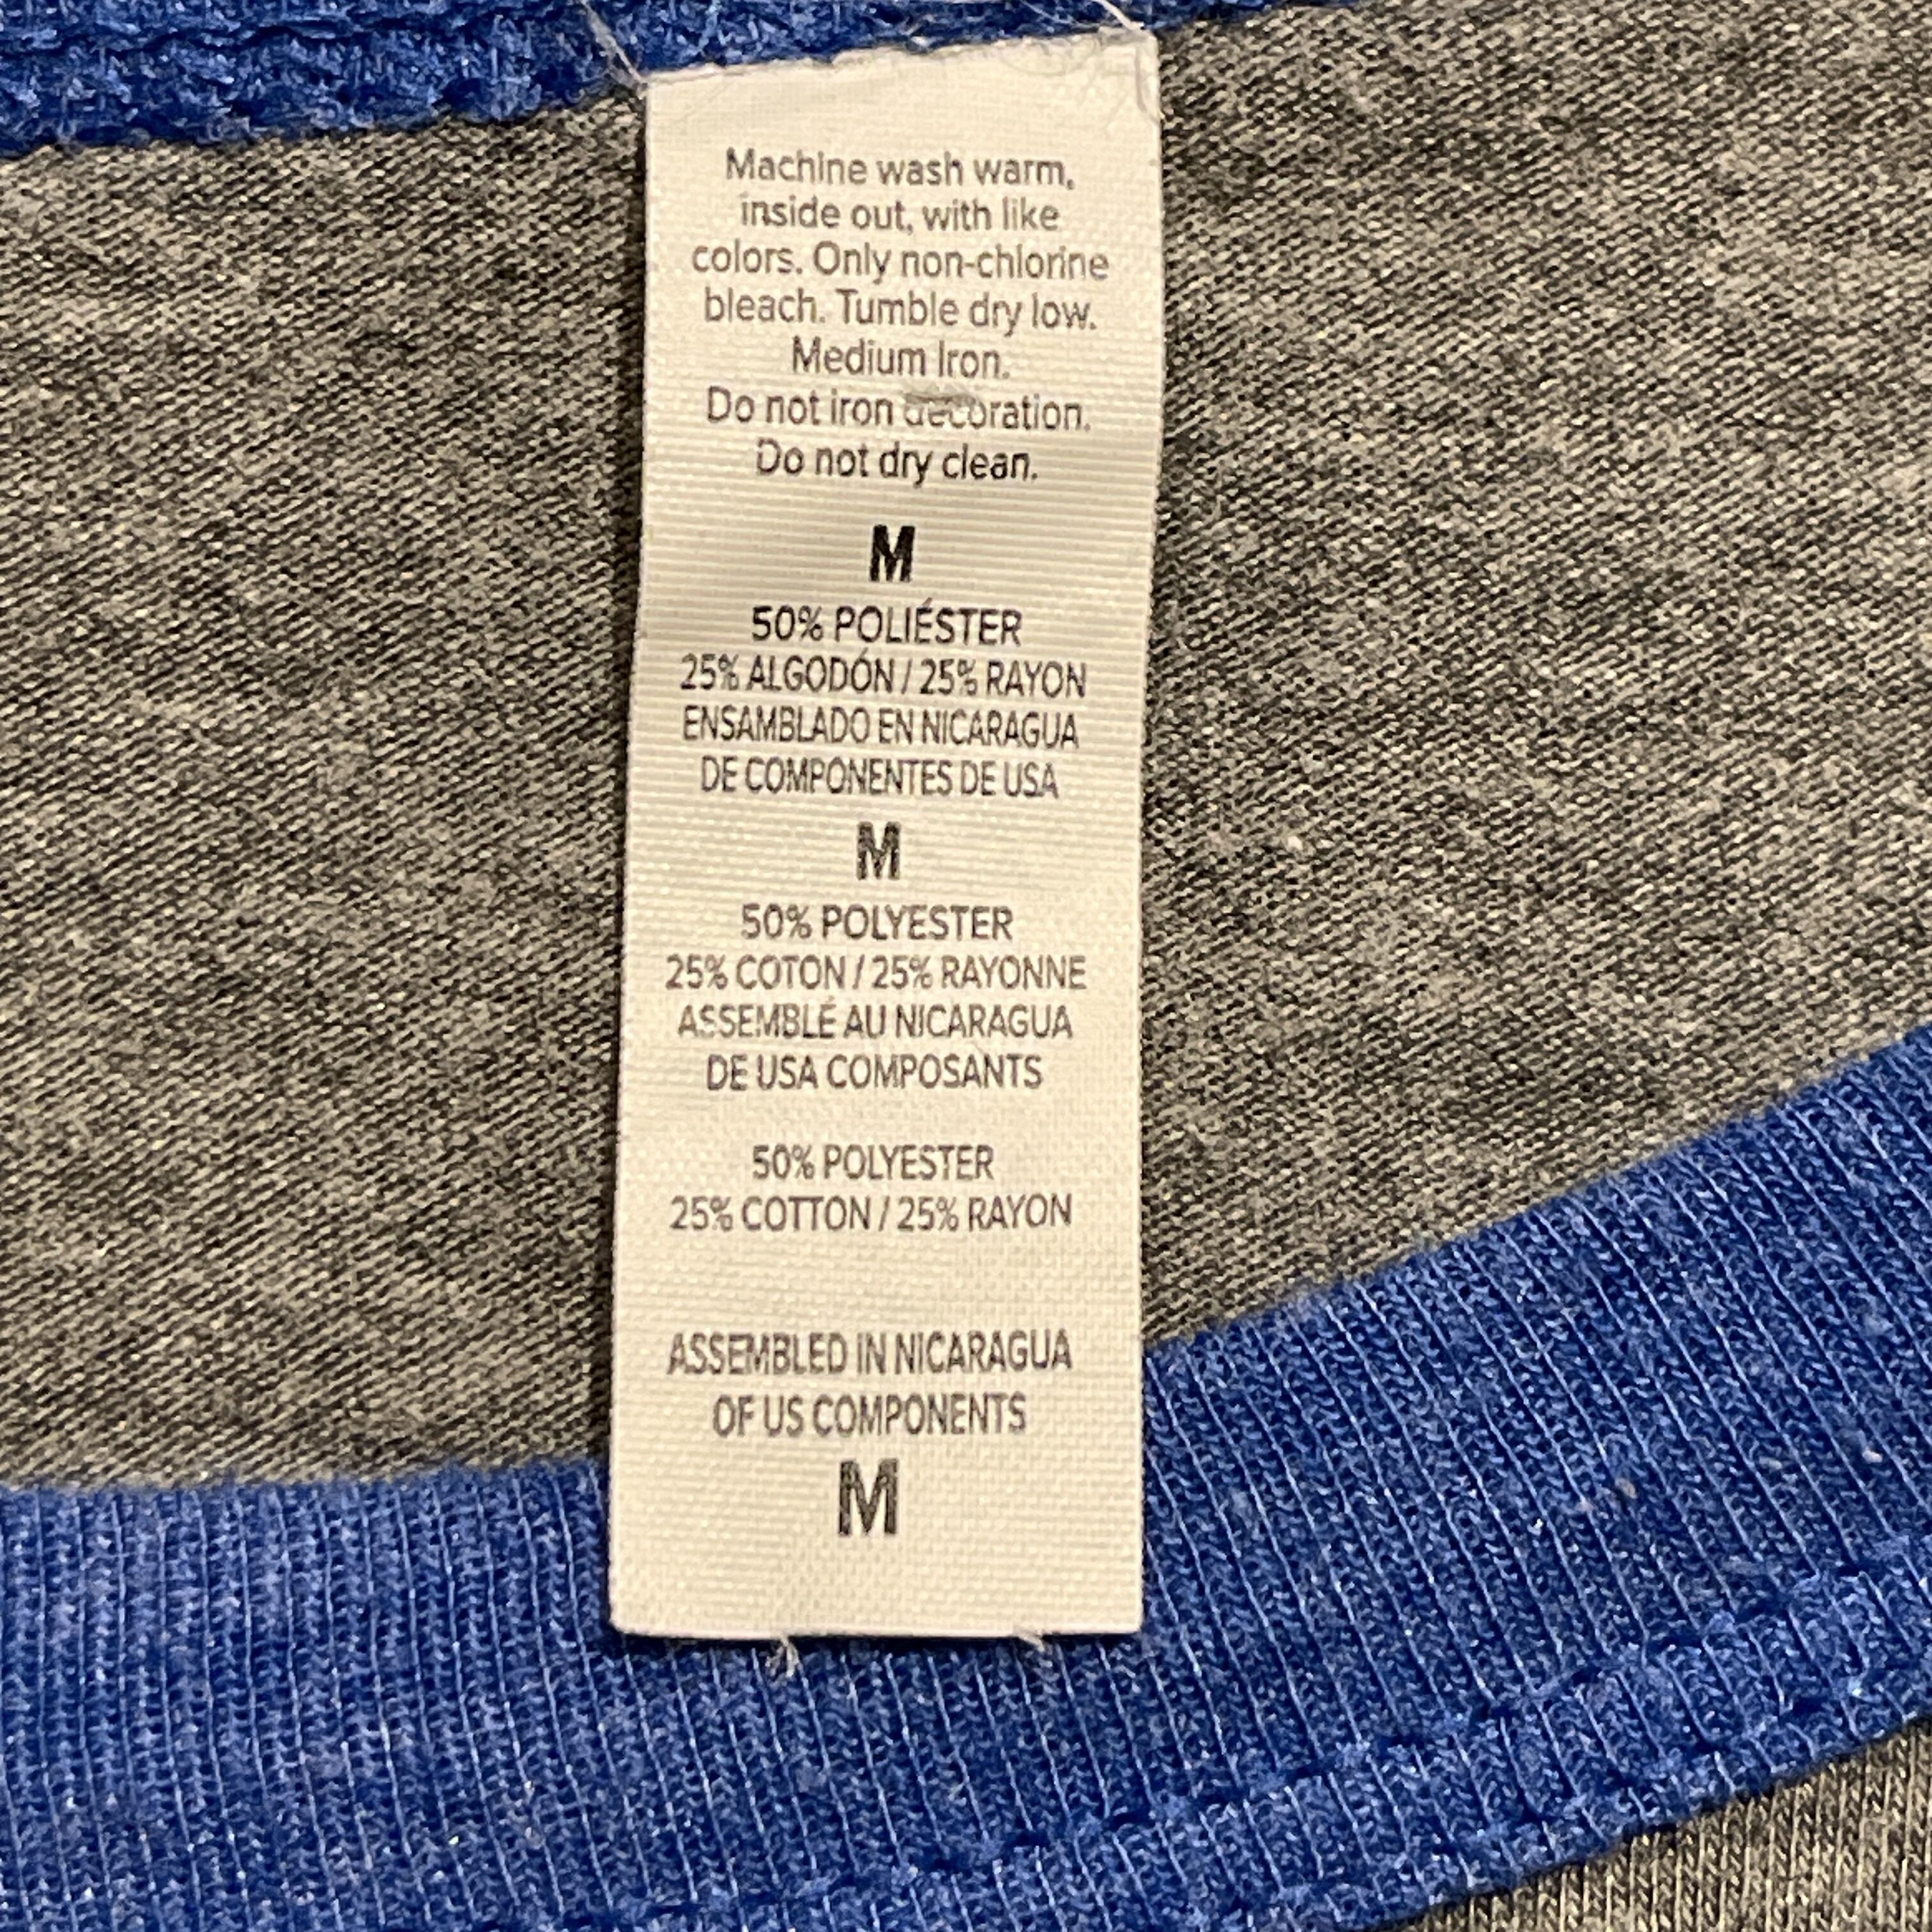 Machine wash warm,
inside out, with like
colors. Only non-chlorine
bleach. Tumble dry low.
Medium Iron.
Do not iron decoration.
Do not dry clean.
M
50% POLIÉSTER
25% ALGODÓN / 25% RAYON
ENSAMBLADO EN NICARAGUA
DE COMPONENTES DE USA
M
50% POLYESTER
25% COTON / 25% RAYONNE
ASSEMBLÉ AU NICARAGUA
DE USA COMPOSANTS
50% POLYESTER
25% COTTON / 25% RAYON
ASSEMBLED IN NICARAGUA
OF US COMPONENTS
M